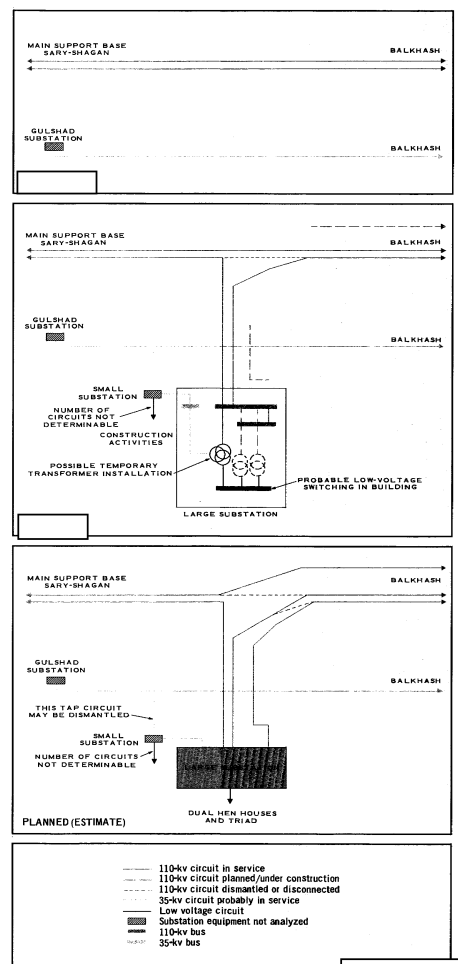 MAIN SUPPORT BASE
SARY-SHAGAN
BALKHASH
GULSHAD
SUBSTATION
BALKHASH
MAIN SUPPORT BASE
SARY-SHAGAN
BALKHASH
GULSHAD
SUBSTATION
BALKHASH
SMALL
SUBSTATION
NUMBER OF
CIRCUITS NOT
DETERMINABLE
CONSTRUCTION
ACTIVITIES
POSSIBLE TEMPORARY
TRANSFORMER INSTALLATION
PROBABLE LOW-VOLTAGE
SWITCHING IN BUILDING
LARGE SUBSTATION
MAIN SUPPORT BASE
SARY-SHAGAN
BALKHASH
GULSHAD
SUBSTATION
BALKHASH
THIS TAP CIRCUIT
MAY BE DISMANTLED
SMALL
SUBSTATION
NUMBER OF CIRCUITS
NOT DETERMINABLE
DUAL HEN HOUSES
AND TRIAD
PLANNED (ESTIMATE)
110-kv circuit in service
110-kv circuit planned/under construction
110-kv circuit dismantled or disconnected
35-kv circuit probably in service
Low voltage circuit
Substation equipment not analyzed
110-kv bus
35-kv bus